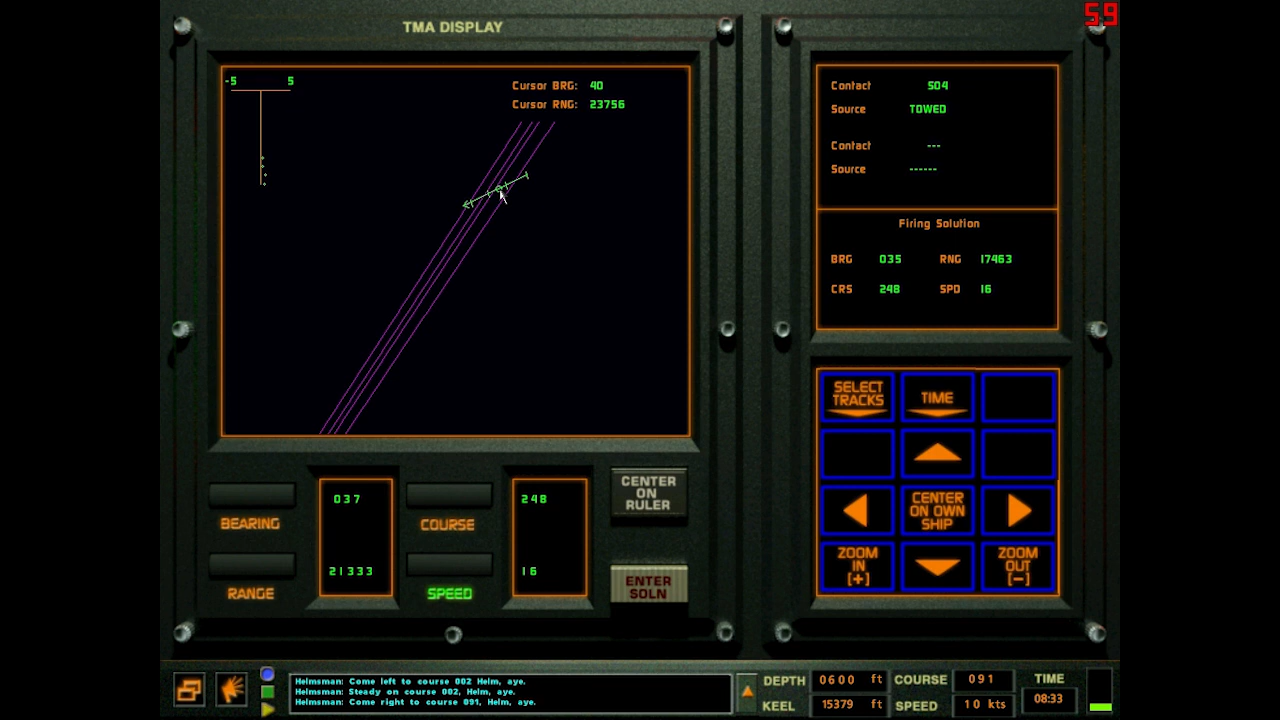 59
TMA DISPLAY
-5 5
Cursor BRG: 40
Cursor RNG: 23756
Contact S04
Source TOWED
Contact ---
Source ------
Firing Solution
BRG 035 RNG 17463
CRS 248 SPD 16
SELECT TRACKS
TIME
CENTER ON OWN SHIP
ZOOM IN [+]
ZOOM OUT [-]
BEARING
037
COURSE
248
CENTER ON RULER
RANGE
21333
SPEED
16
ENTER SOLN
Helmsman: Come left to course 002 Helm, aye.
Helmsman: Steady on course 002, Helm, aye.
Helmsman: Come right to course 091, Helm, aye.
DEPTH 0600 ft COURSE 091 TIME
KEEL 15379 ft SPEED 10 kts 08:33